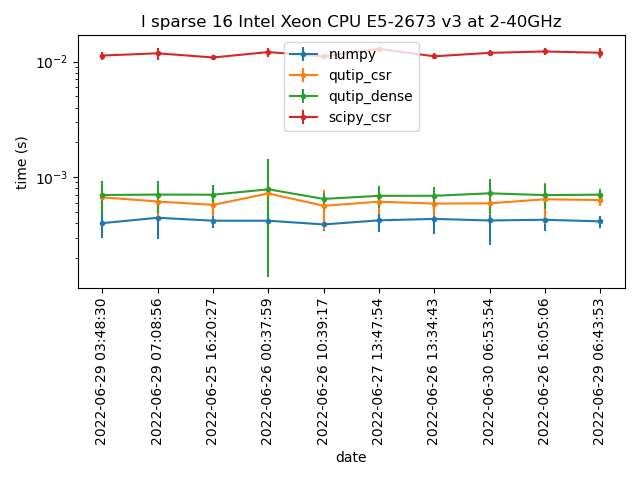 I sparse 16 Intel Xeon CPU E5-2673 v3 at 2-40GHz
numpy
qutip_csr
qutip_dense
scipy_csr
time (s)
10⁻²
10⁻³
2022-06-29 03:48:30
2022-06-29 07:08:56
2022-06-25 16:20:27
2022-06-26 00:37:59
2022-06-26 10:39:17
2022-06-27 13:47:54
2022-06-26 13:34:43
2022-06-30 06:53:54
2022-06-26 16:05:06
2022-06-29 06:43:53
date